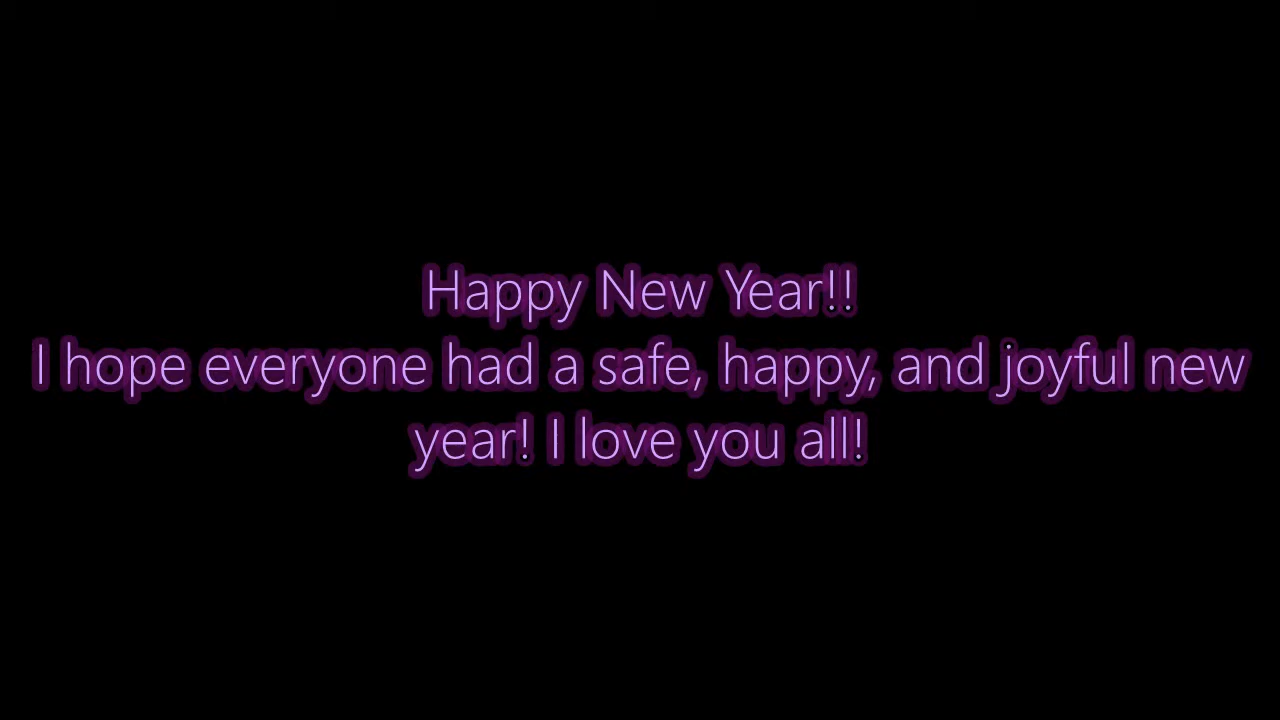 Happy New Year!!
I hope everyone had a safe, happy, and joyful new
year! I love you all!